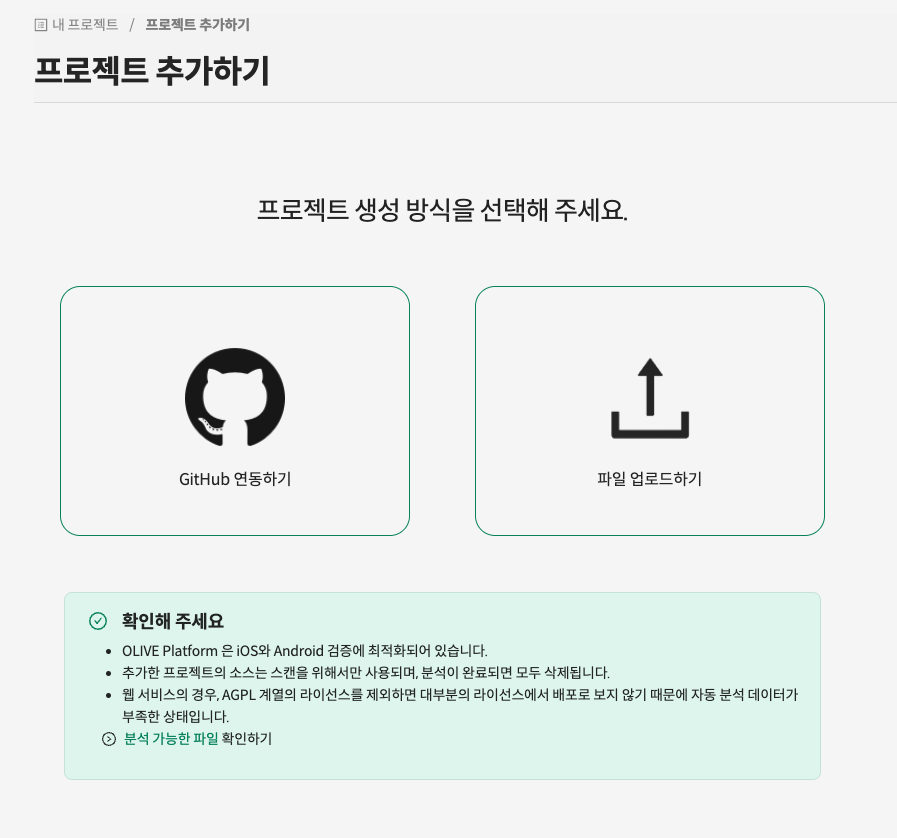 내 프로젝트 / 프로젝트 추가하기
프로젝트 추가하기
프로젝트 생성 방식을 선택해 주세요.
GitHub 연동하기
파일 업로드하기
확인해 주세요
• OLIVE Platform 은 iOS와 Android 검증에 최적화되어 있습니다.
• 추가한 프로젝트의 소스는 스캔을 위해서만 사용되며, 분석이 완료되면 모두 삭제됩니다.
• 웹 서비스의 경우, AGPL 계열의 라이선스를 제외하면 대부분의 라이선스에서 배포로 보지 않기 때문에 자동 분석 데이터가
부족한 상태입니다.
분석 가능한 파일 확인하기